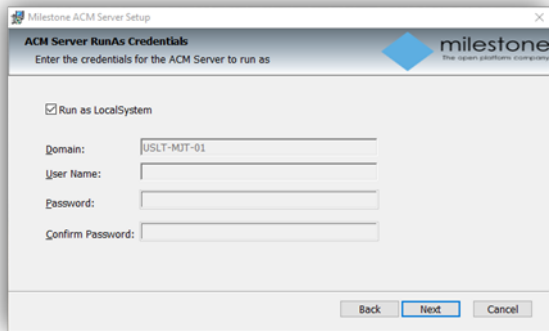 Milestone ACM Server Setup
ACM Server RunAs Credentials
Enter the credentials for the ACM Server to run as
milestone
The open platform company
Run as LocalSystem
Domain: USLT-MJT-01
User Name:
Password:
Confirm Password:
Back Next Cancel